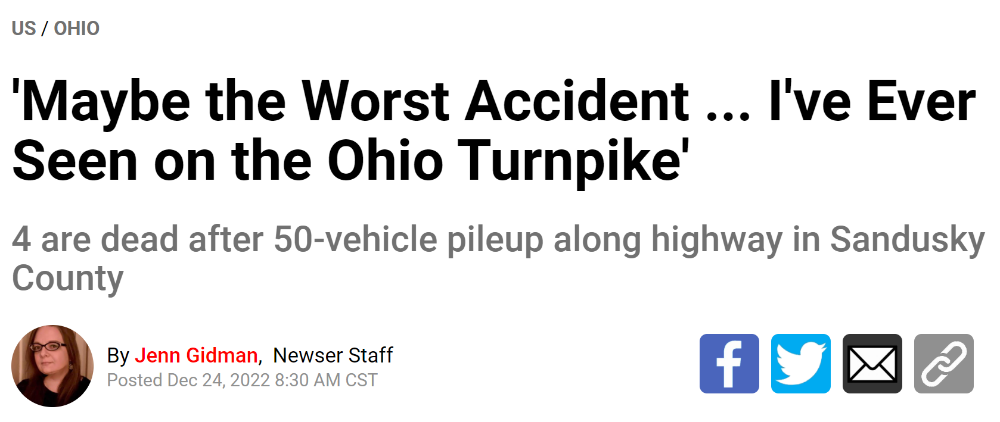 US / OHIO
'Maybe the Worst Accident ... I've Ever
Seen on the Ohio Turnpike'
4 are dead after 50-vehicle pileup along highway in Sandusky
County
By Jenn Gidman, Newser Staff
Posted Dec 24, 2022 8:30 AM CST